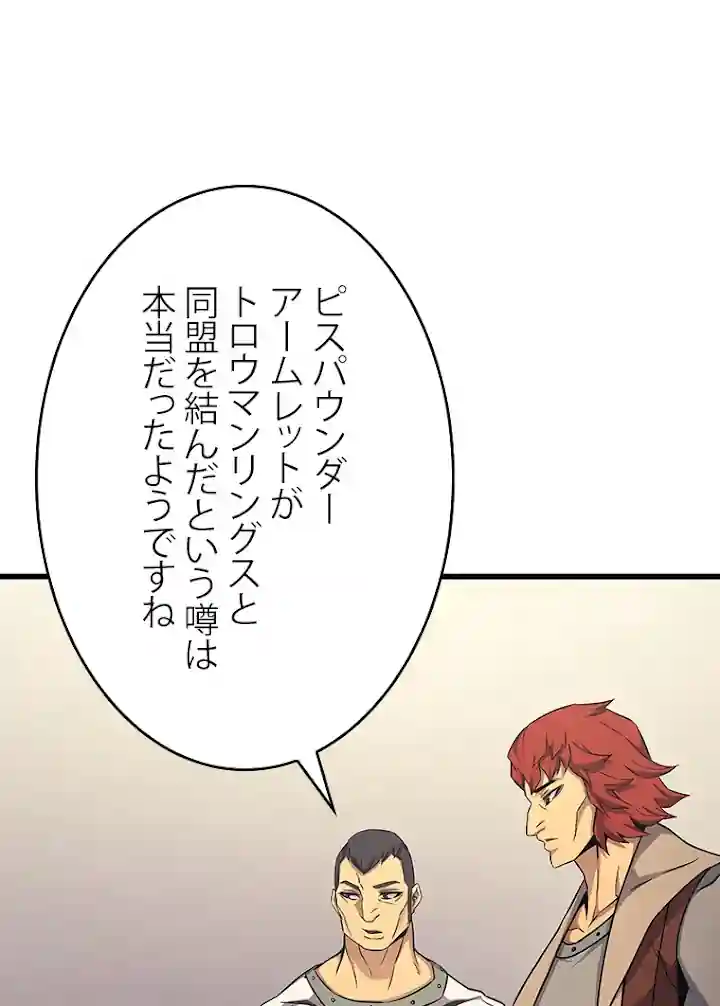 ピスパウンダー
アームレットが
トロウマンリングスと
同盟を結んだという噂は
本当だったようですね